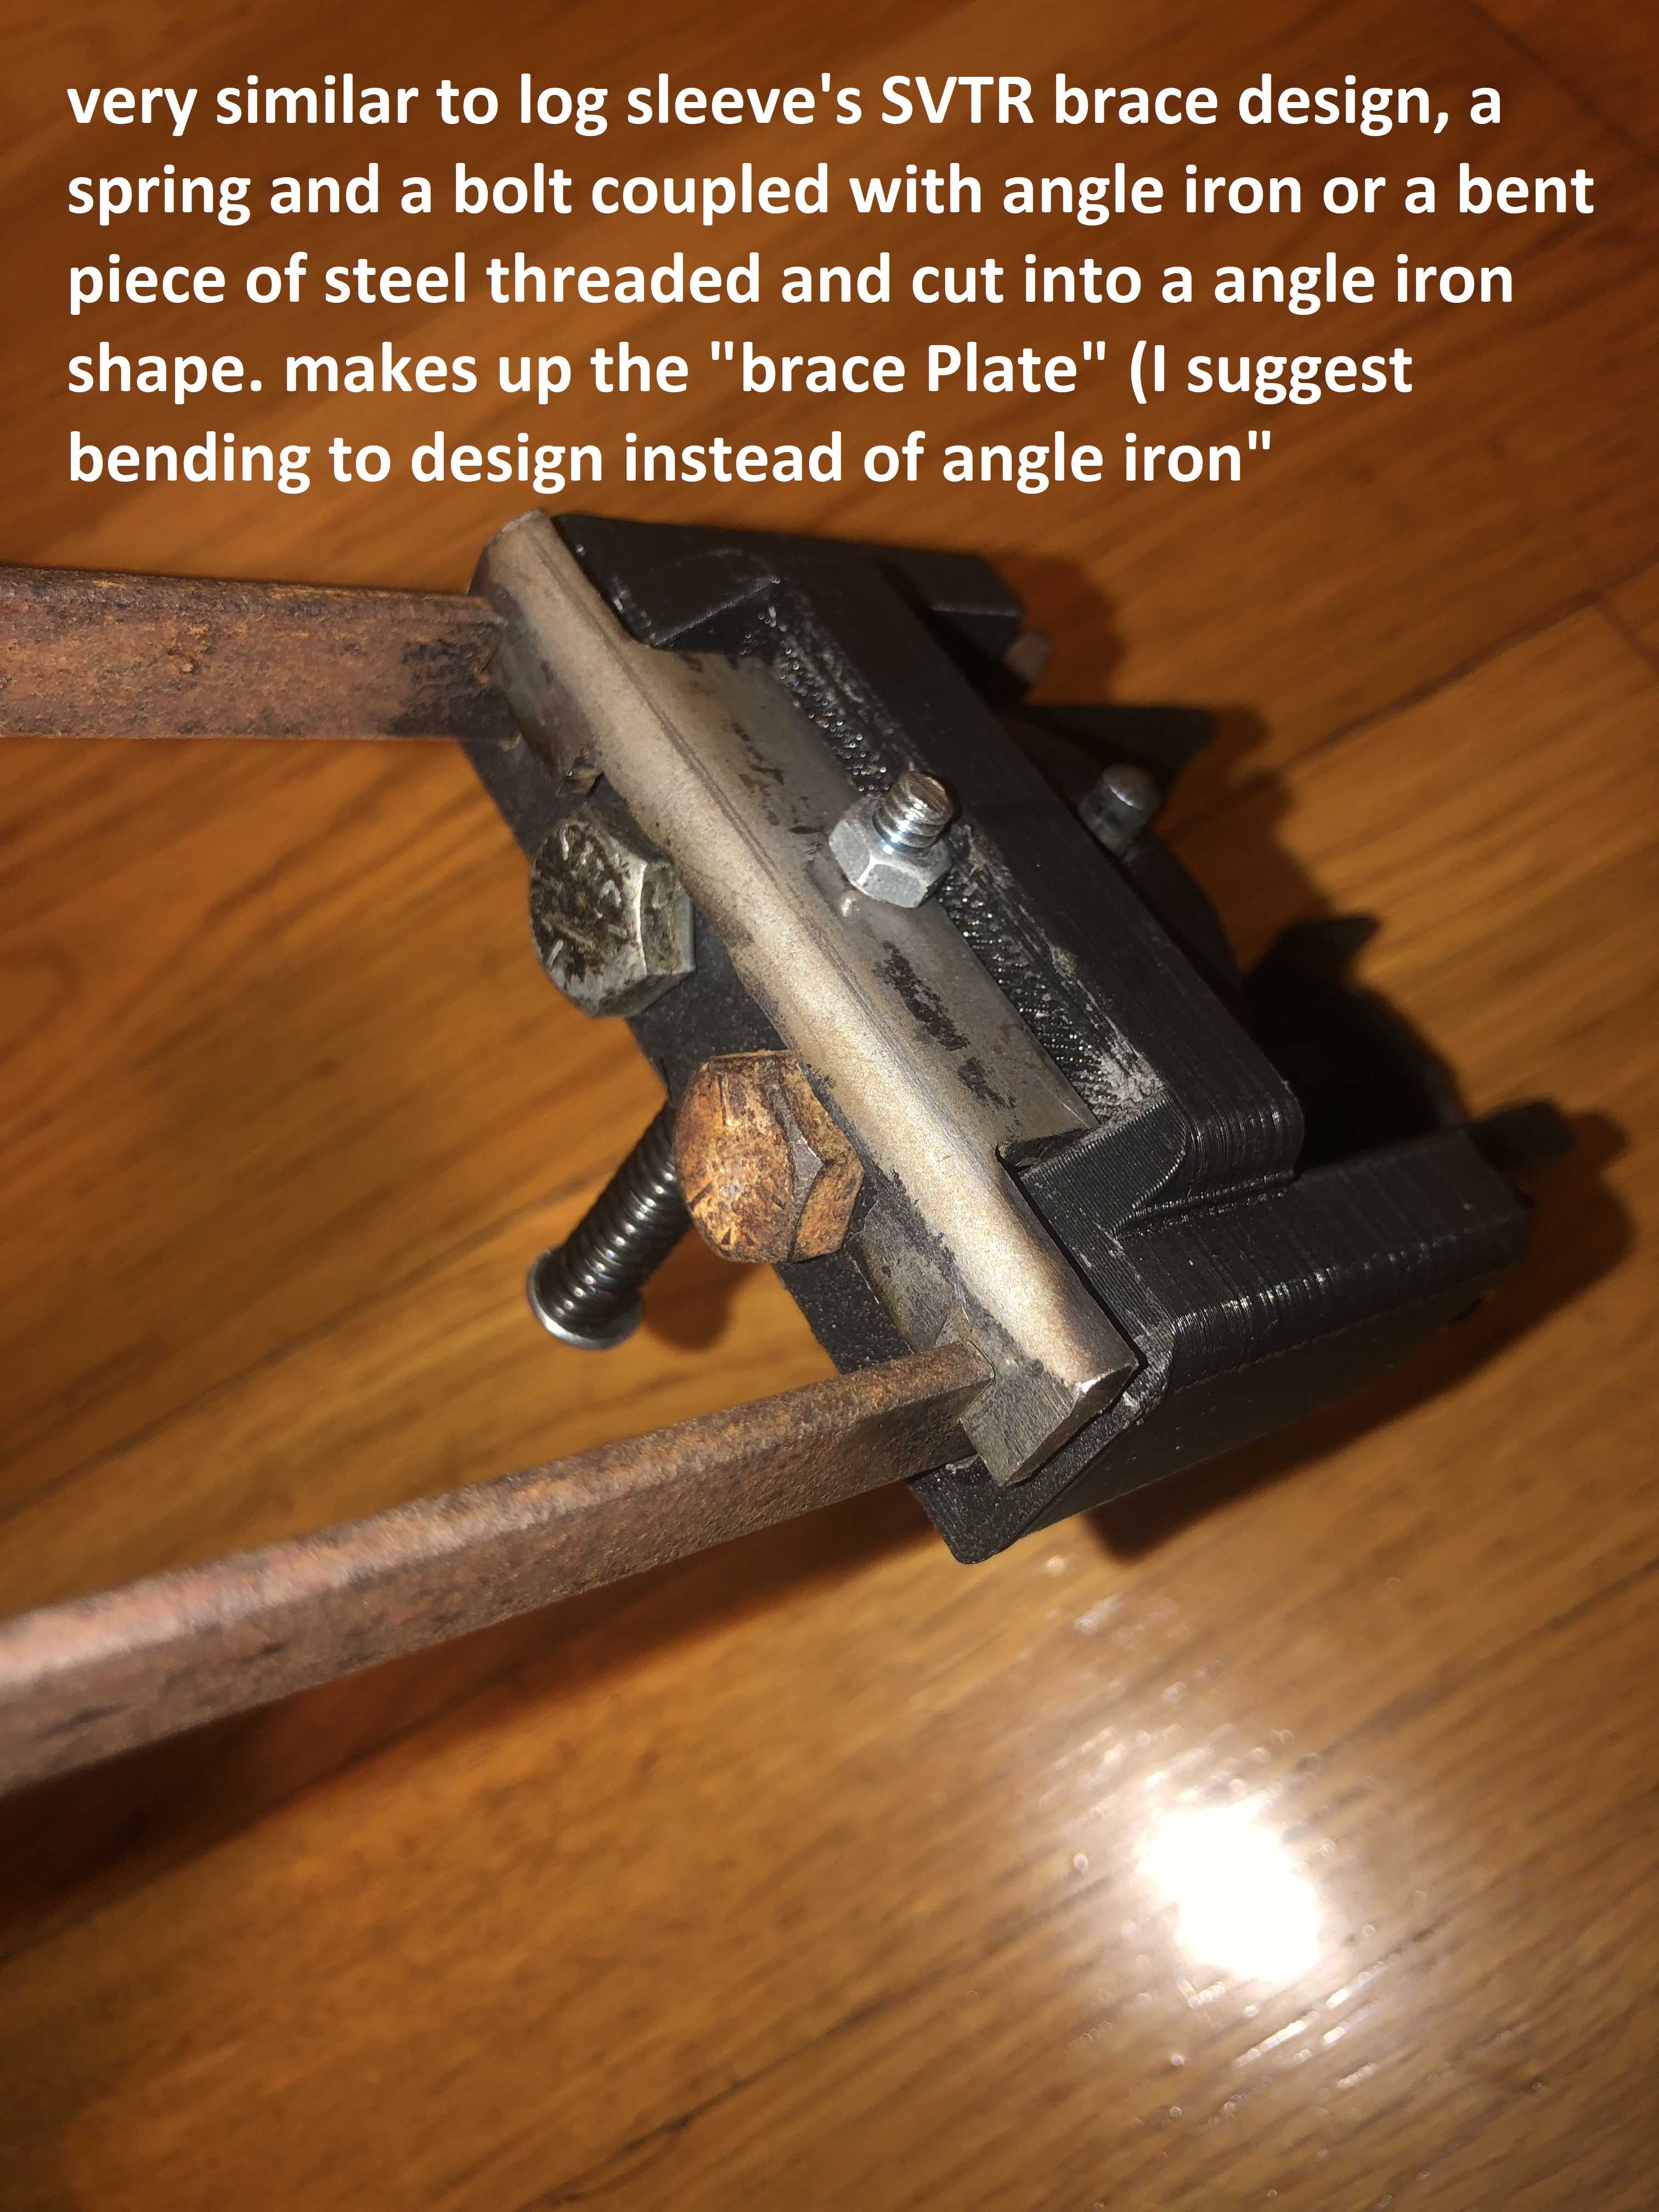 very similar to log sleeve's SVTR brace design, a
spring and a bolt coupled with angle iron or a bent
piece of steel threaded and cut into a angle iron
shape. makes up the "brace Plate" (I suggest
bending to design instead of angle iron"